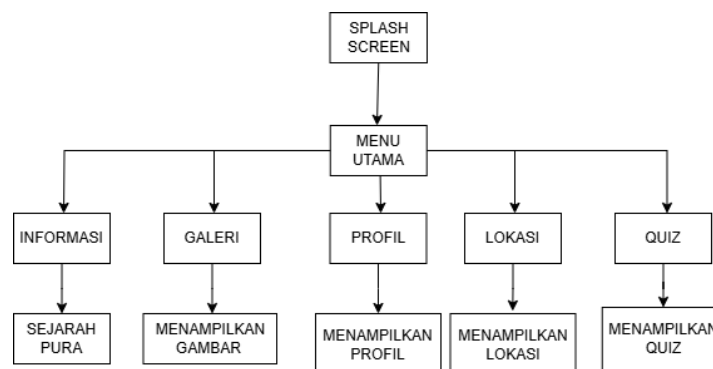 SPLASH
SCREEN
MENU
UTAMA
INFORMASI
GALERI
PROFIL
LOKASI
QUIZ
SEJARAH
PURA
MENAMPILKAN
GAMBAR
MENAMPILKAN
PROFIL
MENAMPILKAN
LOKASI
MENAMPILKAN
QUIZ